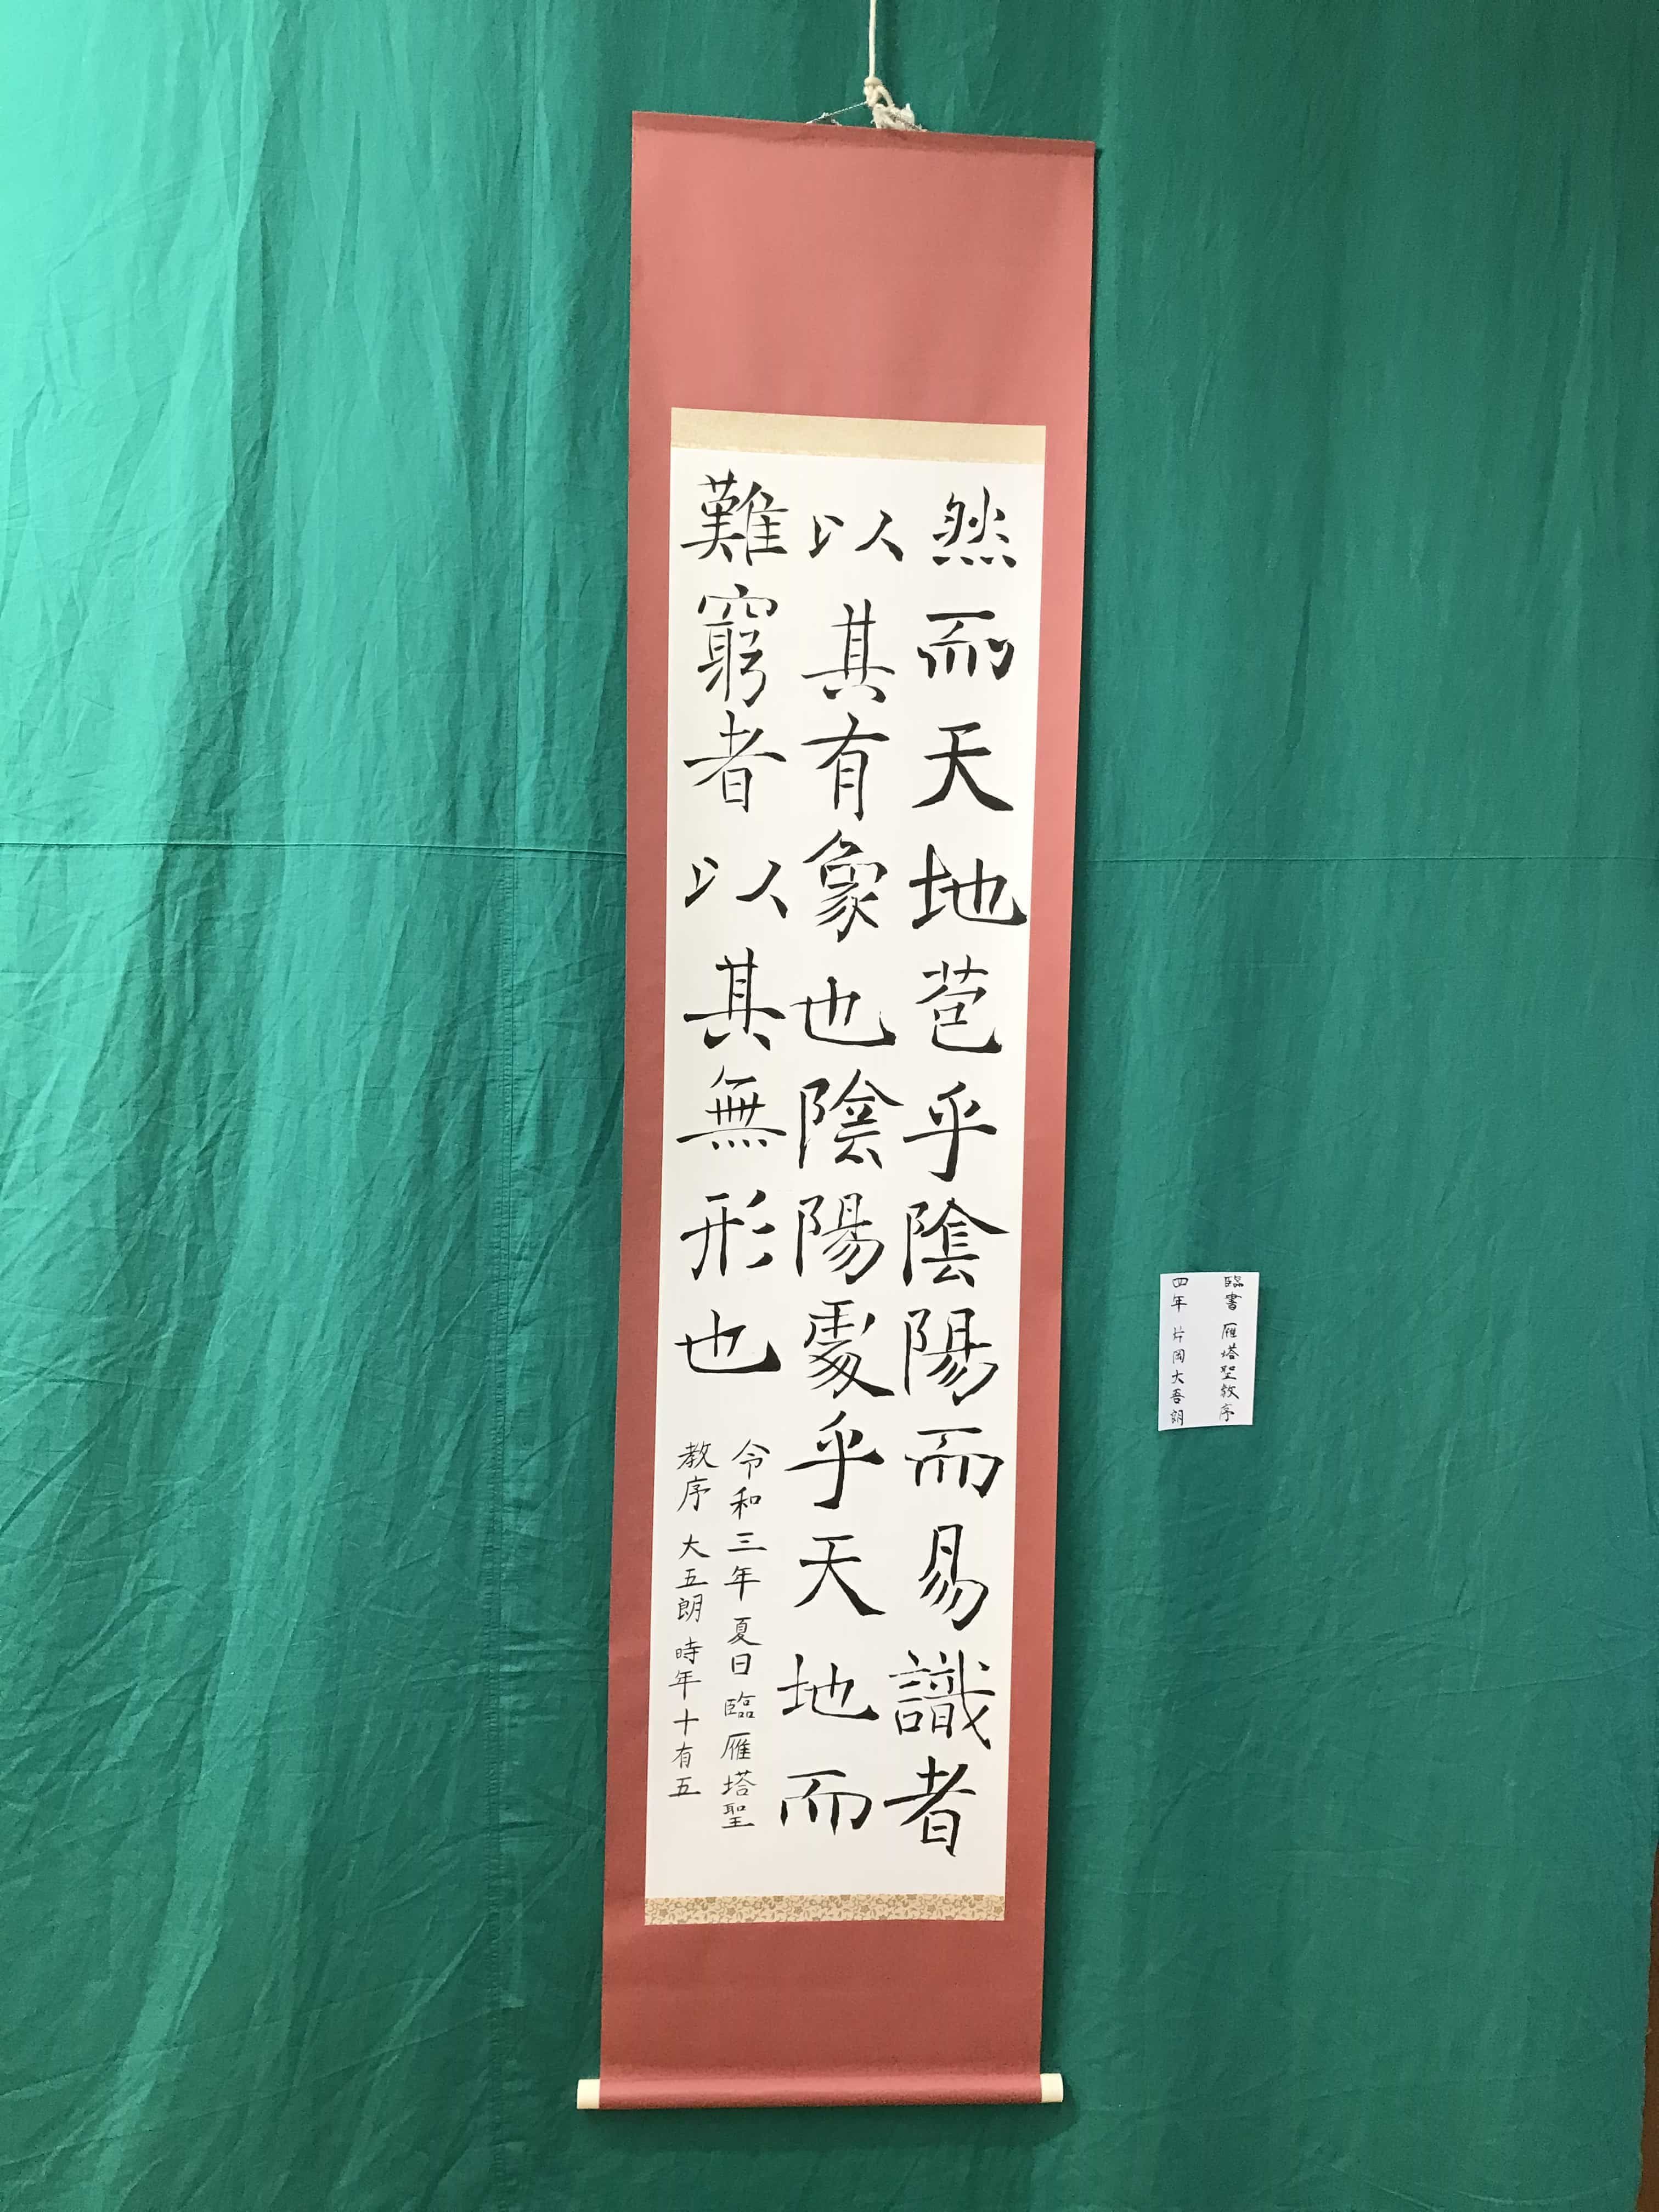 然而天地苞乎陰陽而易識者
以其有象也陰陽處乎天地而
難窮者以其無形也
令和三年夏日臨雁塔聖
教序 大五朗 時年十有五
臨書 雁塔聖教序
四年 片岡大吾朗